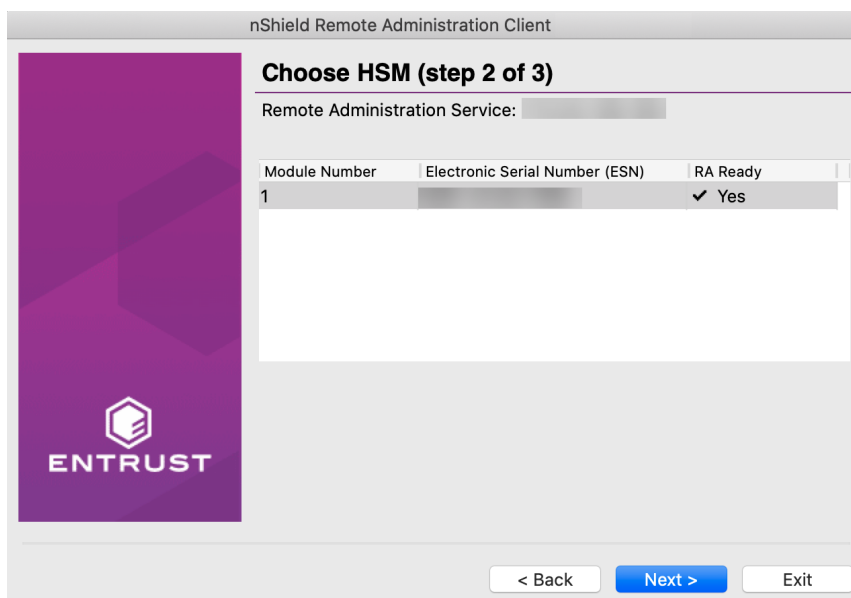 nShield Remote Administration Client
Choose HSM (step 2 of 3)
Remote Administration Service:
Module Number Electronic Serial Number (ESN) RA Ready
1 ✓ Yes
ENTRUST
< Back Next > Exit